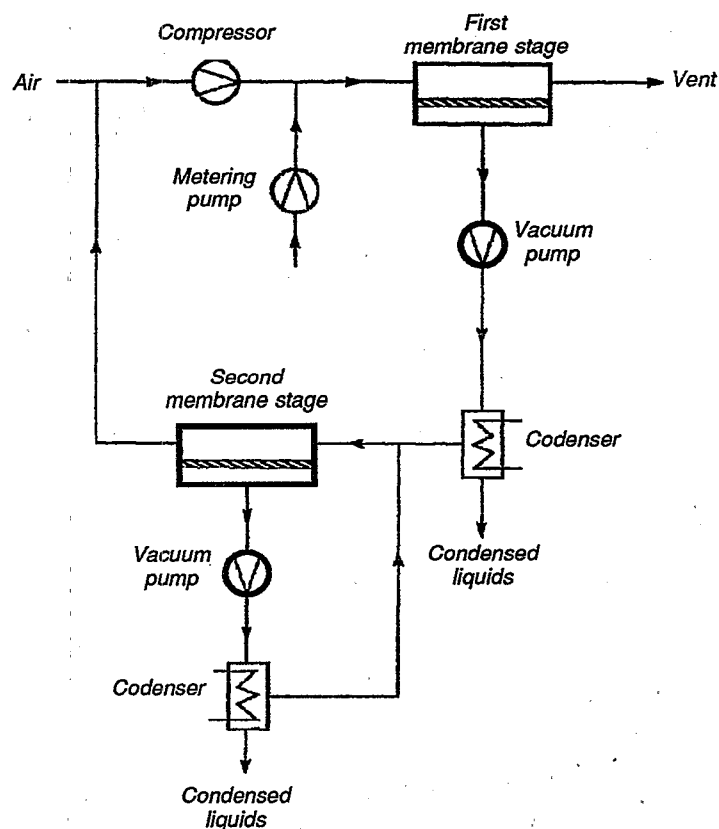 Compressor
First
membrane stage
Air
Vent
Metering
pump
Vacuum
pump
Second
membrane stage
Codenser
Condensed
liquids
Vacuum
pump
Codenser
Condensed
liquids